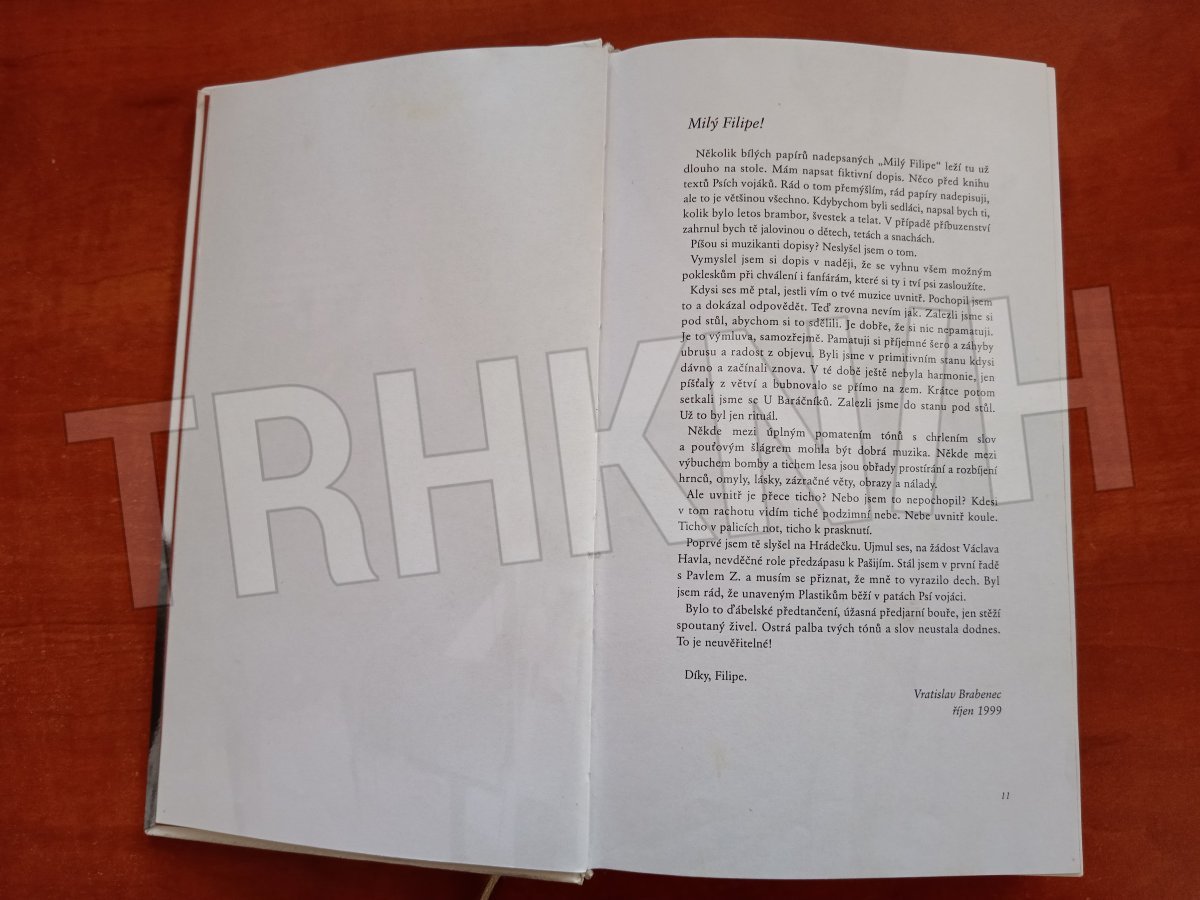 Milý Filipe!
Několik bílých papírů nadepsaných „Milý Filipe“ leží tu už
dlouho na stole. Mám napsat fiktivní dopis. Něco před knihu
textů Psích vojáků. Rád o tom přemýšlím, rád papíry nadepisuji,
ale to je většinou všechno. Kdybychom byli sedláci, napsal bych ti,
kolik bylo letos brambor, švestek a telat. V případě příbuzenství
zahrnul bych tě jalovinou o dětech, tetách a snachách.
Píšou si muzikanti dopisy? Neslyšel jsem o tom.
Vymyslel jsem si dopis v naději, že se vyhnu všem možným
pokleskům při chválení i fanfárám, které si ty i tví psi zasloužíte.
Kdysi ses mě ptal, jestli vím o tvé muzice uvnitř. Pochopil jsem
to a dokázal odpovědět. Teď zrovna nevím jak. Zalezli jsme si
pod stůl, abychom si to sdělili. Je dobře, že si nic nepamatuji.
Je to výmluva, samozřejmě. Pamatuji si příjemné šero a záhyby
ubrusu a radost z objevu. Byli jsme v primitivním stanu kdysi
dávno a začínali znova. V té době ještě nebyla harmonie, jen
píšťaly z větví a bubnovalo se přímo na zem. Krátce potom
setkali jsme se U Baráčníků. Zalezli jsme do stanu pod stůl.
Už to byl jen rituál.
Někde mezi úplným pomatením tónů s chrlením slov
a pouťovým šlágrem mohla být dobrá muzika. Někde mezi
výbuchem bomby a tichem lesa jsou obřady prostírání a rozbíjení
hrnců, omyly, lásky, zázračné věty, obrazy a nálady.
Ale uvnitř je přece ticho? Nebo jsem to nepochopil? Kdesi
v tom rachotu vidím tiché podzimní nebe. Nebe uvnitř koule.
Ticho v palicích not, ticho k prasknutí.
Poprvé jsem tě slyšel na Hrádečku. Ujmul ses, na žádost Václava
Havla, nevděčné role předzápasu k Pašijím. Stál jsem v první řadě
s Pavlem Z. a musím se přiznat, že mně to vyrazilo dech. Byl
jsem rád, že unaveným Plastikům běží v patách Psí vojáci.
Bylo to ďábelské předtančení, úžasná předjarní bouře, jen stěží
spoutaný živel. Ostrá palba tvých tónů a slov neustala dodnes.
To je neuvěřitelné!
Díky, Filipe.
Vratislav Brabenec
říjen 1999
11
TRHKNIH